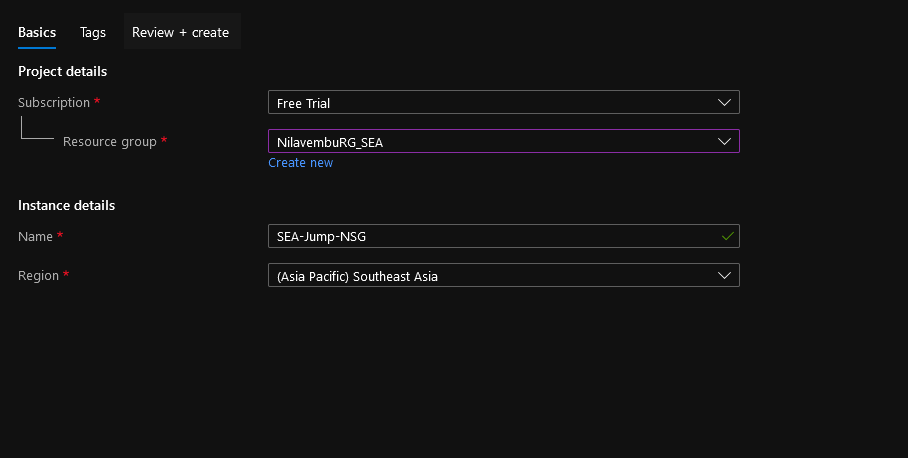 Basics Tags Review + create
Project details
Subscription * Free Trial
Resource group * NilavembuRG_SEA
Create new
Instance details
Name * SEA-Jump-NSG
Region * (Asia Pacific) Southeast Asia